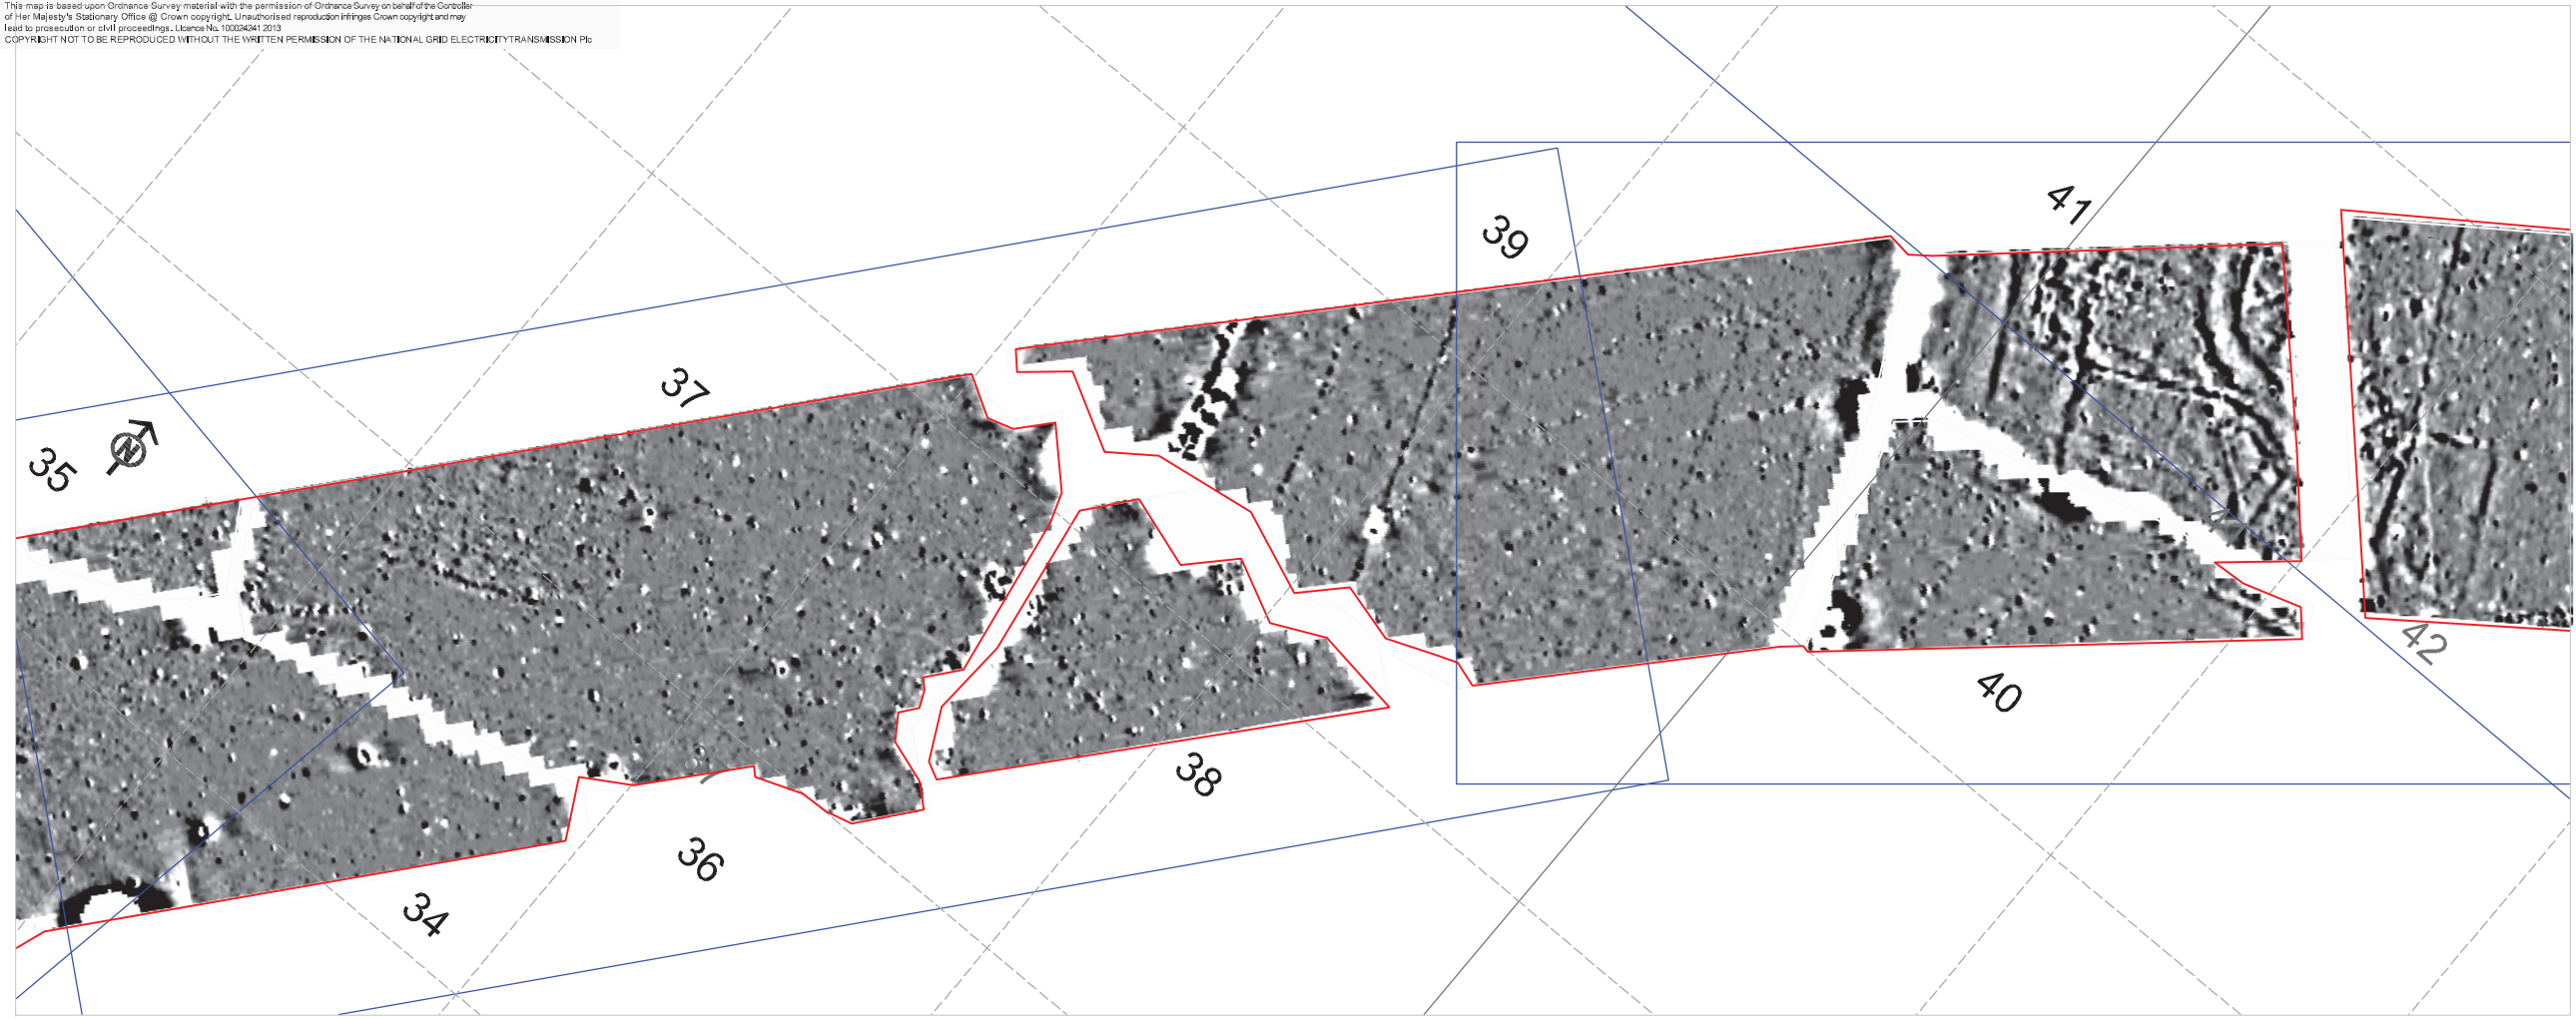 This map is based upon Ordnance Survey material with the permission of Ordnance Survey on behalf of the Controller
of Her Majesty's Stationary Office @ Crown copyright. Unauthorised reproduction infringes Crown copyright and may
lead to prosecution or civil proceedings. Licence No. 100024241 2013
COPYRIGHT NOT TO BE REPRODUCED WITHOUT THE WRITTEN PERMISSION OF THE NATIONAL GRID ELECTRICITY TRANSMISSION Plc
41
39
37
35
N
42
40
38
36
34